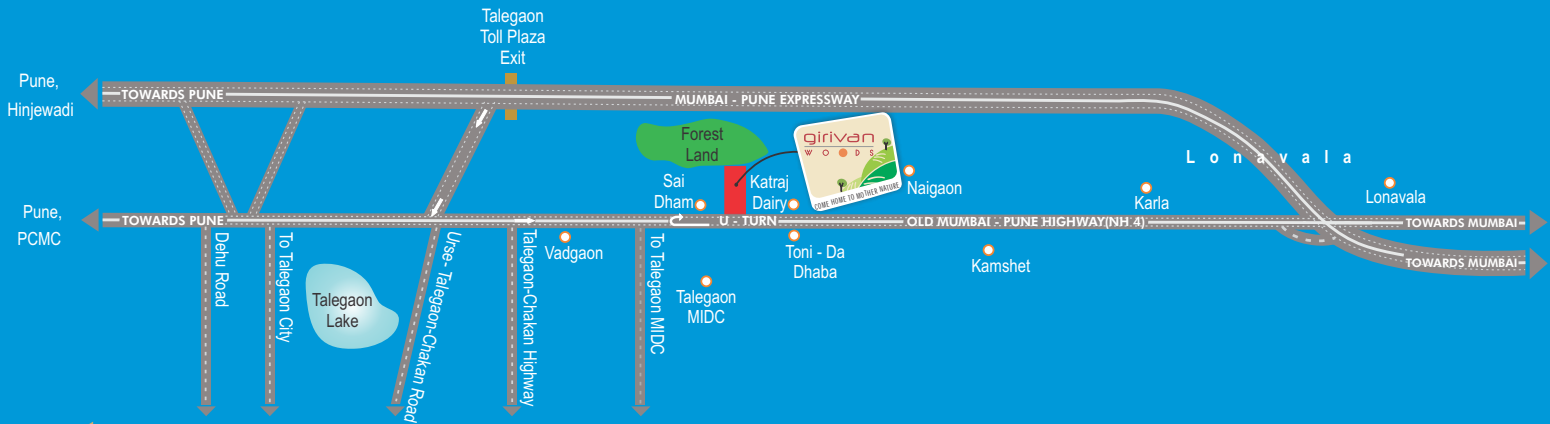 Talegaon
Toll Plaza
Exit
Pune,
Hinjewadi
TOWARDS PUNE
MUMBAI - PUNE EXPRESSWAY
Forest
Land
girivan
WOODS
COME HOME TO MOTHER NATURE
Lonavala
Sai
Dham
Katraj
Dairy
Naigaon
Karla
Lonavala
Pune,
PCMC
TOWARDS PUNE
U - TURN
OLD MUMBAI - PUNE HIGHWAY(NH 4)
TOWARDS MUMBAI
TOWARDS MUMBAI
Dehu Road
To Talegaon City
Talegaon
Lake
Urse- Talegaon-Chakan Road
Talegaon-Chakan Highway
Vadgaon
To Talegaon MIDC
Talegaon
MIDC
Toni - Da
Dhaba
Kamshet